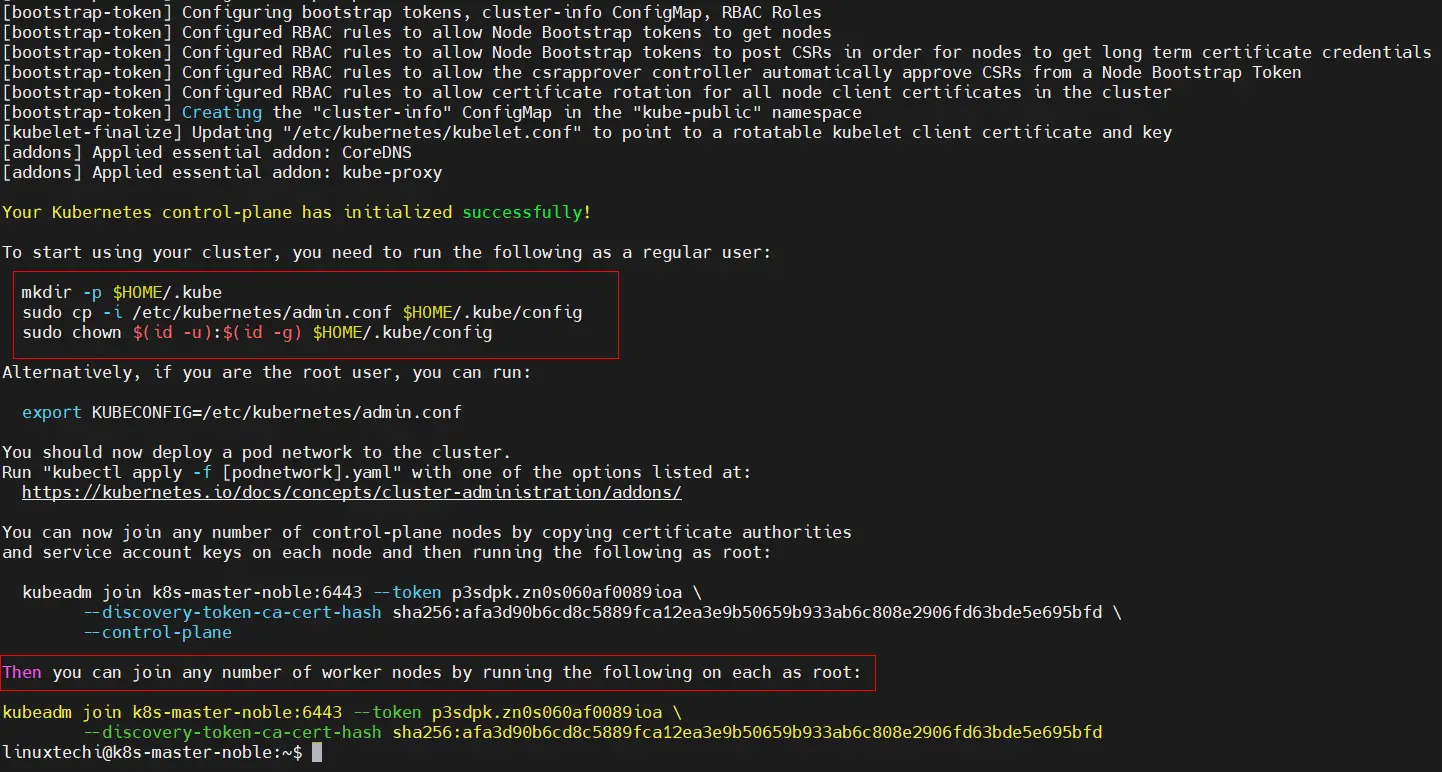 [bootstrap-token] Configuring bootstrap tokens, cluster-info ConfigMap, RBAC Roles
[bootstrap-token] Configured RBAC rules to allow Node Bootstrap tokens to get nodes
[bootstrap-token] Configured RBAC rules to allow Node Bootstrap tokens to post CSRs in order for nodes to get long term certificate credentials
[bootstrap-token] Configured RBAC rules to allow the csrapprover controller automatically approve CSRs from a Node Bootstrap Token
[bootstrap-token] Configured RBAC rules to allow certificate rotation for all node client certificates in the cluster
[bootstrap-token] Creating the "cluster-info" ConfigMap in the "kube-public" namespace
[kubelet-finalize] Updating "/etc/kubernetes/kubelet.conf" to point to a rotatable kubelet client certificate and key
[addons] Applied essential addon: CoreDNS
[addons] Applied essential addon: kube-proxy
Your Kubernetes control-plane has initialized successfully!
To start using your cluster, you need to run the following as a regular user:
mkdir -p $HOME/.kube
sudo cp -i /etc/kubernetes/admin.conf $HOME/.kube/config
sudo chown $(id -u):$(id -g) $HOME/.kube/config
Alternatively, if you are the root user, you can run:
export KUBECONFIG=/etc/kubernetes/admin.conf
You should now deploy a pod network to the cluster.
Run "kubectl apply -f [podnetwork].yaml" with one of the options listed at:
https://kubernetes.io/docs/concepts/cluster-administration/addons/
You can now join any number of control-plane nodes by copying certificate authorities
and service account keys on each node and then running the following as root:
kubeadm join k8s-master-noble:6443 --token p3sdpk.zn0s060af0089ioa \
--discovery-token-ca-cert-hash sha256:afa3d90b6cd8c5889fca12ea3e9b50659b933ab6c808e2906fd63bde5e695bfd \
--control-plane
Then you can join any number of worker nodes by running the following on each as root:
kubeadm join k8s-master-noble:6443 --token p3sdpk.zn0s060af0089ioa \
--discovery-token-ca-cert-hash sha256:afa3d90b6cd8c5889fca12ea3e9b50659b933ab6c808e2906fd63bde5e695bfd
linuxtechi@k8s-master-noble:~$